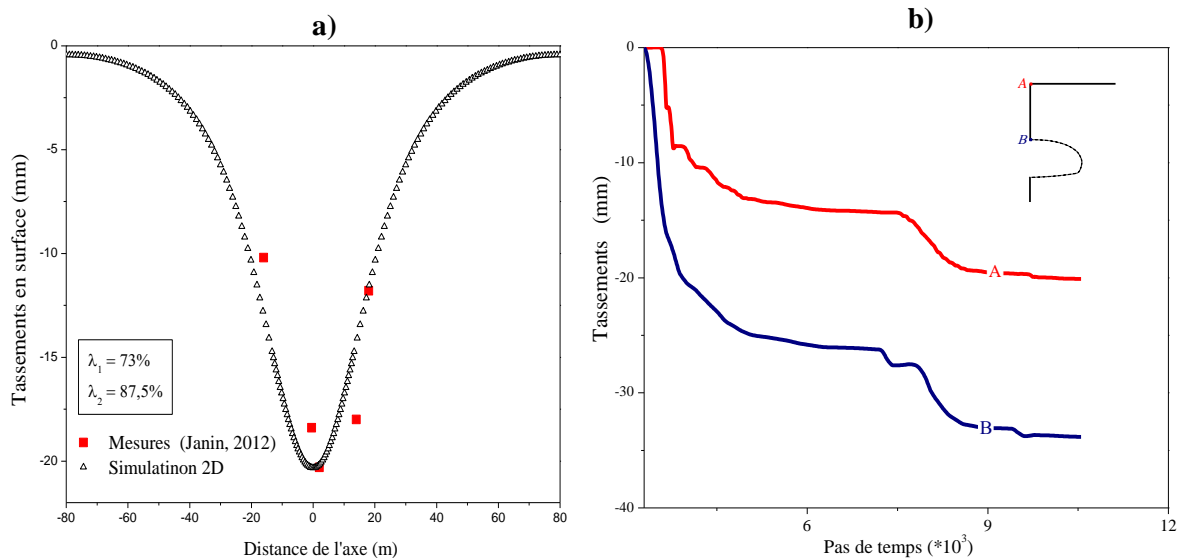 a)
0
-5
-10
-15
-20
Tassements en surface (mm)
λ1 = 73%
λ2 = 87,5%
Mesures (Janin, 2012)
Simulatinon 2D
-80 -60 -40 -20 0 20 40 60 80
Distance de l'axe (m)
b)
0
-10
-20
-30
-40
Tassements (mm)
A
B
A
B
6 9 12
Pas de temps (*10³)